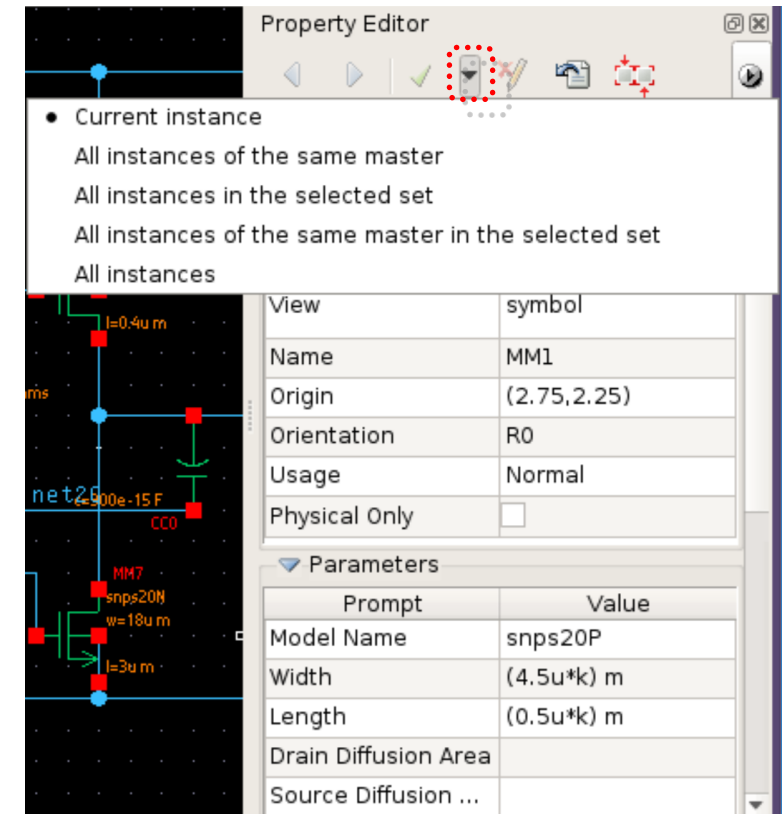 Property Editor
Current instance
All instances of the same master
All instances in the selected set
All instances of the same master in the selected set
All instances
l=0.4u m
ms
net26
c=300e-15 F
CC0
MM7
snps20N
w=18u m
l=3u m
View symbol
Name MM1
Origin (2.75,2.25)
Orientation R0
Usage Normal
Physical Only
Parameters
Prompt Value
Model Name snps20P
Width (4.5u*k) m
Length (0.5u*k) m
Drain Diffusion Area
Source Diffusion ...